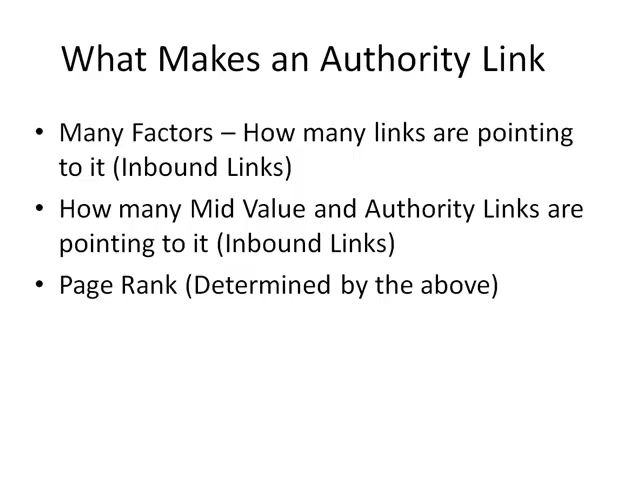 What Makes an Authority Link
• Many Factors – How many links are pointing
to it (Inbound Links)
• How many Mid Value and Authority Links are
pointing to it (Inbound Links)
• Page Rank (Determined by the above)